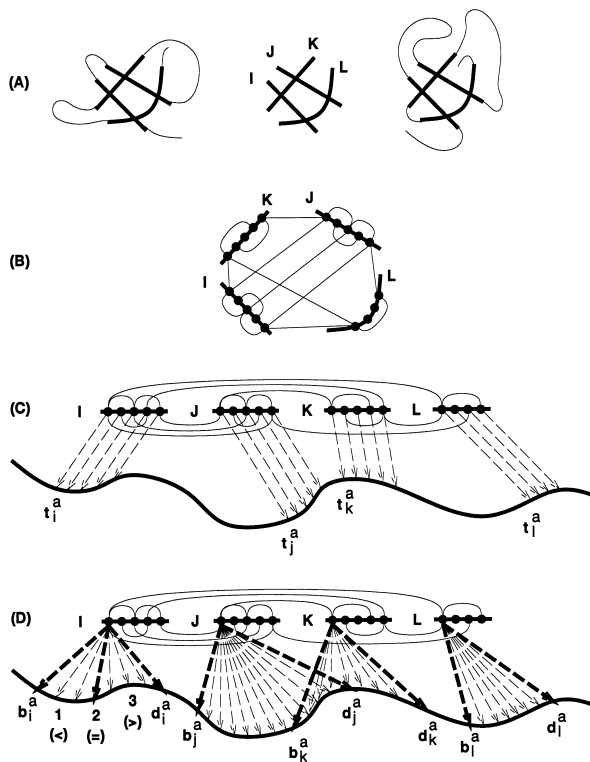 (A)
I J K L
(B)
K J
I L
(C) I J K L
t_i^a t_j^a t_k^a t_l^a
(D) I J K L
b_i^a 1 2 3 d_i^a b_j^a b_k^a d_j^a d_k^a b_l^a d_l^a
(<) (=) (>)